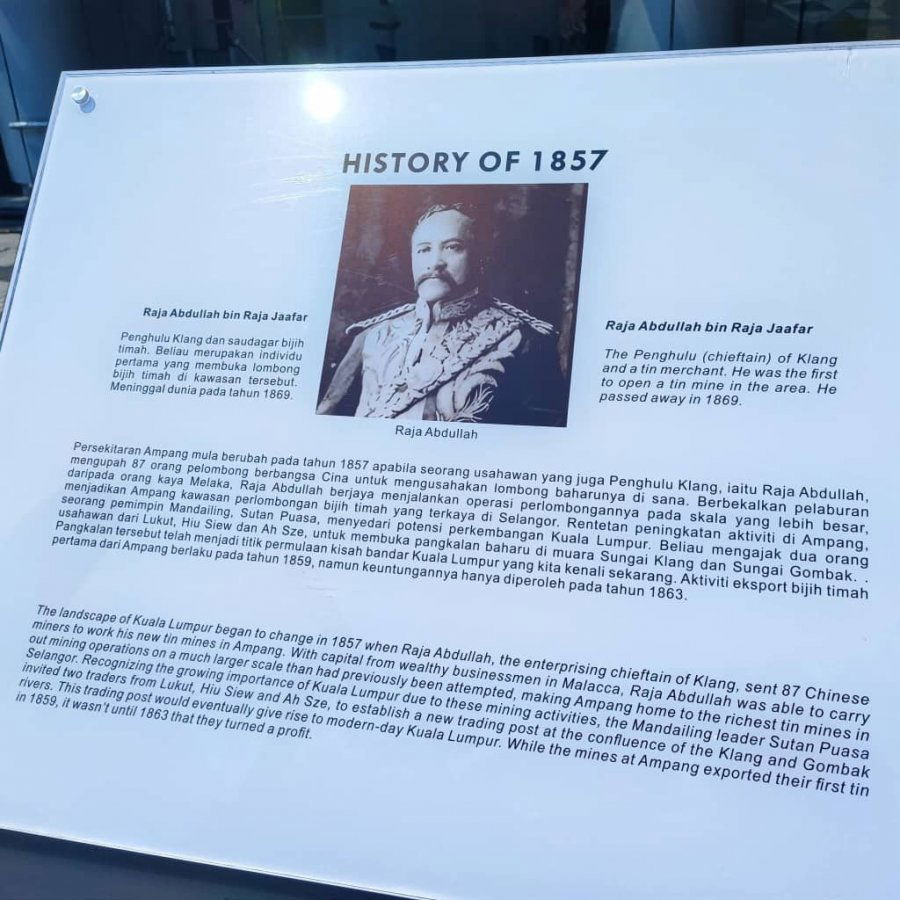 HISTORY OF 1857
Raja Abdullah bin Raja Jaafar
Penghulu Klang dan saudagar bijih
timah. Beliau merupakan individu
pertama yang membuka lombong
bijih timah di kawasan tersebut.
Meninggal dunia pada tahun 1869.
Raja Abdullah
Raja Abdullah bin Raja Jaafar
The Penghulu (chieftain) of Klang
and a tin merchant. He was the first
to open a tin mine in the area. He
passed away in 1869.
Persekitaran Ampang mula berubah pada tahun 1857 apabila seorang usahawan yang juga Penghulu Klang, iaitu Raja Abdullah,
mengupah 87 orang pelombong berbangsa Cina untuk mengusahakan lombong baharunya di sana. Berbekalkan pelaburan
daripada orang kaya Melaka, Raja Abdullah berjaya menjalankan operasi perlombongannya pada skala yang lebih besar,
menjadikan Ampang kawasan perlombongan bijih timah yang terkaya di Selangor. Rentetan peningkatan aktiviti di Ampang,
seorang pemimpin Mandailing, Sutan Puasa, menyedari potensi perkembangan Kuala Lumpur. Beliau mengajak dua orang
usahawan dari Lukut, Hiu Siew dan Ah Sze, untuk membuka pangkalan baharu di muara Sungai Klang dan Sungai Gombak. .
Pangkalan tersebut telah menjadi titik permulaan kisah bandar Kuala Lumpur yang kita kenali sekarang. Aktiviti eksport bijih timah
pertama dari Ampang berlaku pada tahun 1859, namun keuntungannya hanya diperoleh pada tahun 1863.
The landscape of Kuala Lumpur began to change in 1857 when Raja Abdullah, the enterprising chieftain of Klang, sent 87 Chinese
miners to work his new tin mines in Ampang. With capital from wealthy businessmen in Malacca, Raja Abdullah was able to carry
out mining operations on a much larger scale than had previously been attempted, making Ampang home to the richest tin mines in
Selangor. Recognizing the growing importance of Kuala Lumpur due to these mining activities, the Mandailing leader Sutan Puasa
invited two traders from Lukut, Hiu Siew and Ah Sze, to establish a new trading post at the confluence of the Klang and Gombak
rivers. This trading post would eventually give rise to modern-day Kuala Lumpur. While the mines at Ampang exported their first tin
in 1859, it wasn't until 1863 that they turned a profit.